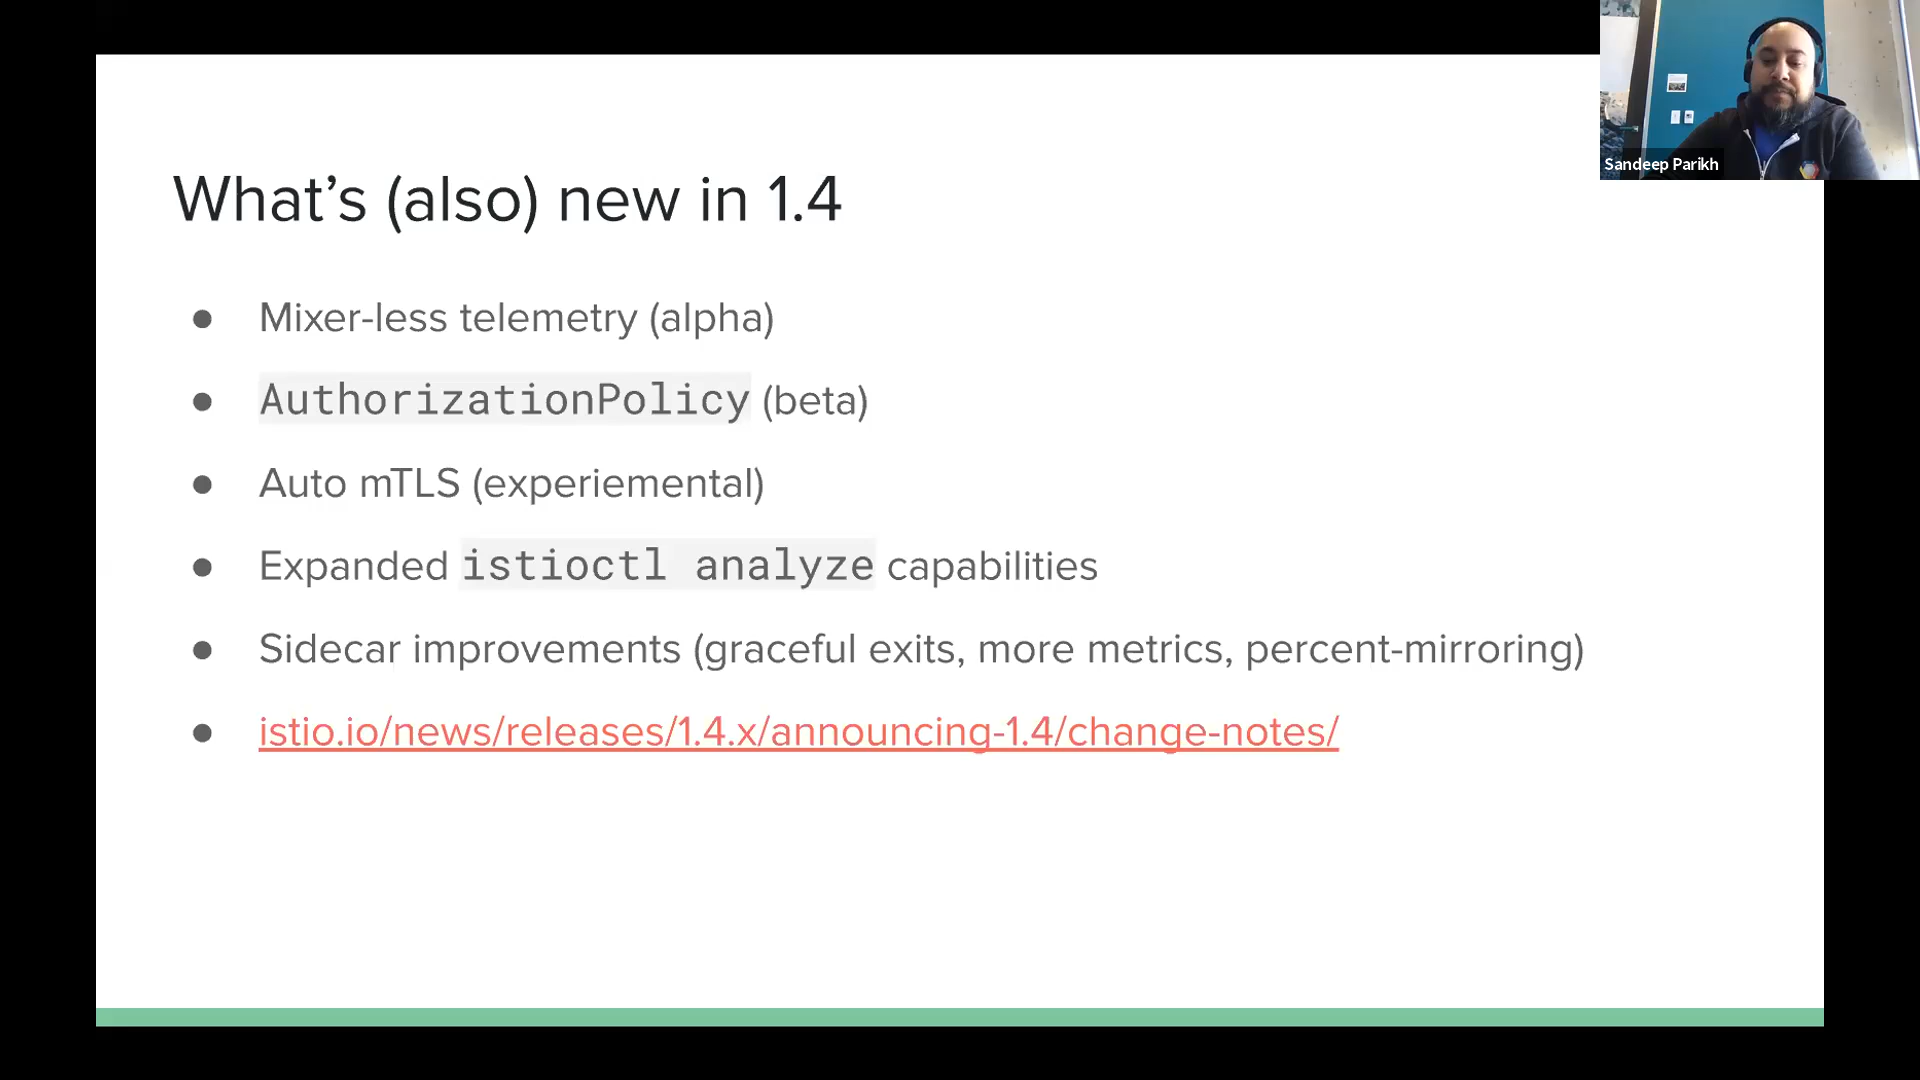 What's (also) new in 1.4
● Mixer-less telemetry (alpha)
● AuthorizationPolicy (beta)
● Auto mTLS (experiemental)
● Expanded istioctl analyze capabilities
● Sidecar improvements (graceful exits, more metrics, percent-mirroring)
● istio.io/news/releases/1.4.x/announcing-1.4/change-notes/
Sandeep Parikh